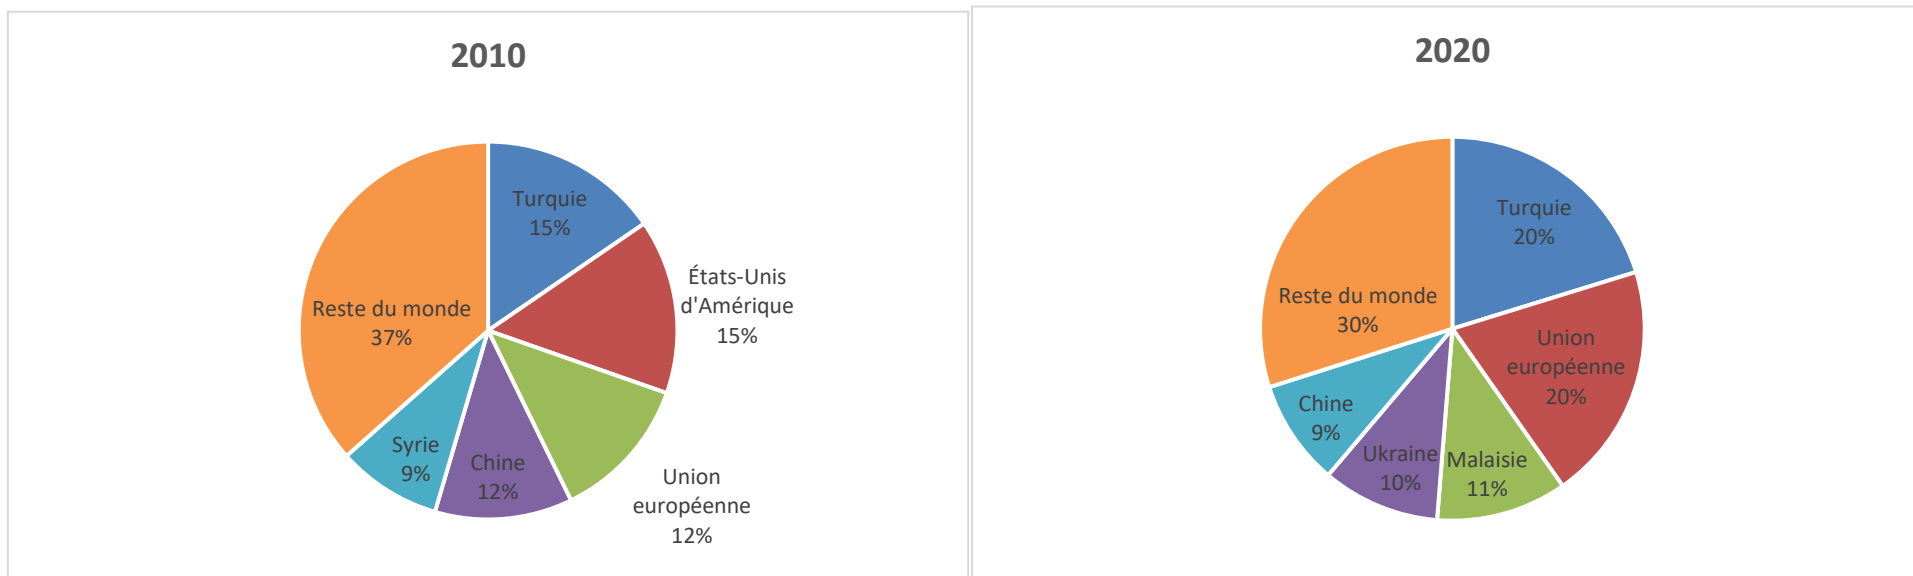 2010
Turquie
15%
États-Unis
d'Amérique
15%
Union
européenne
12%
Chine
12%
Syrie
9%
Reste du monde
37%
2020
Turquie
20%
Union
européenne
20%
Malaisie
11%
Ukraine
10%
Chine
9%
Reste du monde
30%